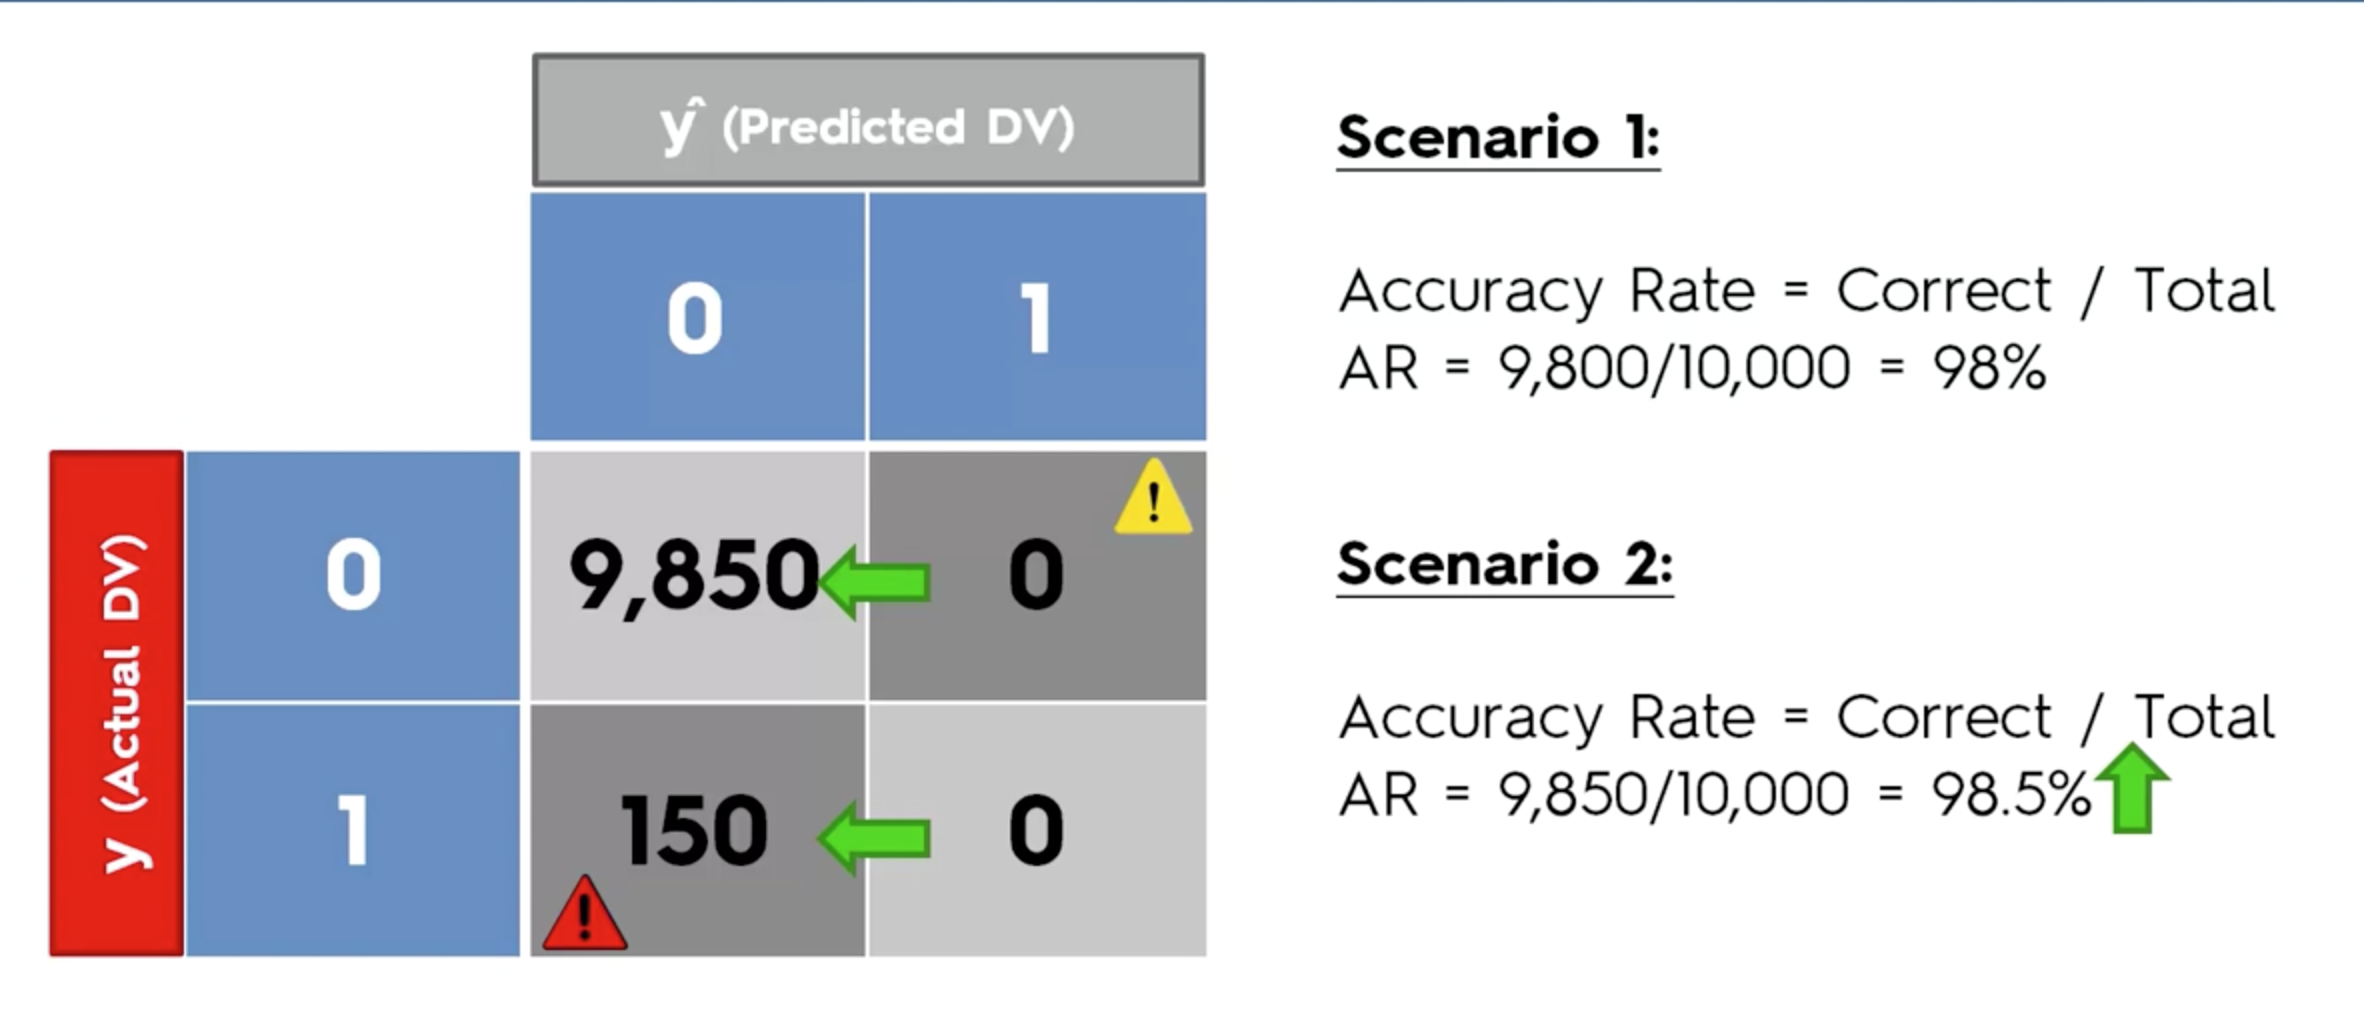 ŷ (Predicted DV)
0 1
y (Actual DV)
0 9,850 0
1 150 0
Scenario 1:
Accuracy Rate = Correct / Total
AR = 9,800/10,000 = 98%
Scenario 2:
Accuracy Rate = Correct / Total
AR = 9,850/10,000 = 98.5%